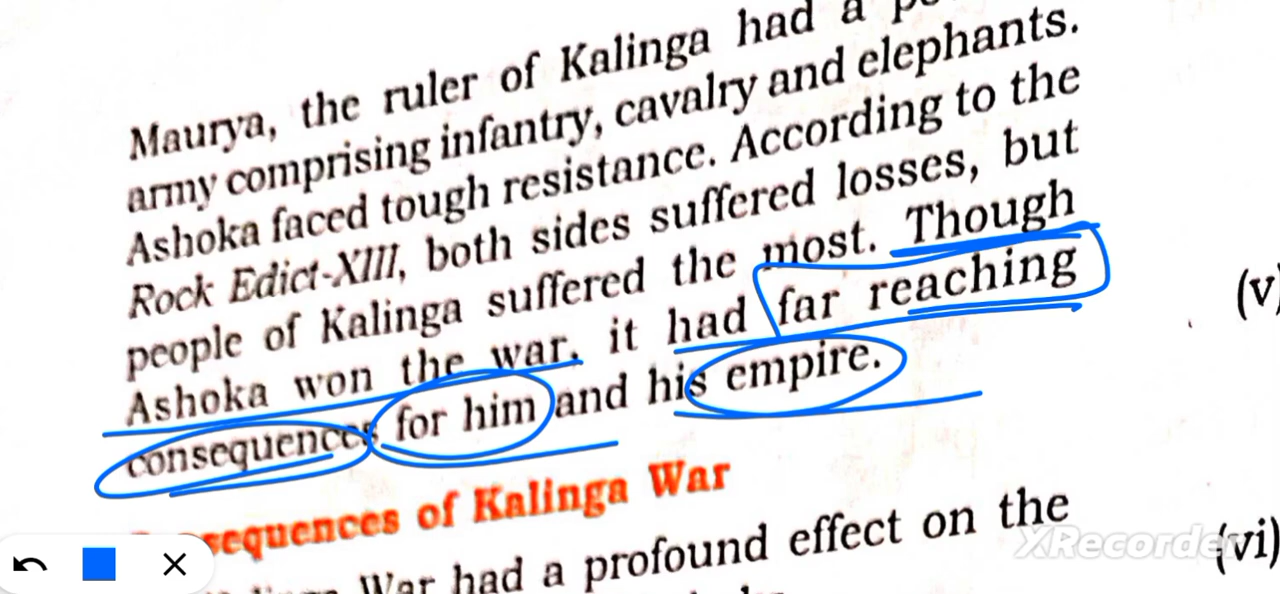 Maurya, the ruler of Kalinga had a
army comprising infantry, cavalry and elephants.
Ashoka faced tough resistance. According to the
Rock Edict-XIII, both sides suffered losses, but
people of Kalinga suffered the most. Though
Ashoka won the war, it had far reaching
consequences for him and his empire.
(v)
of Kalinga War
War had a profound effect on the
(vi)
XRecorder